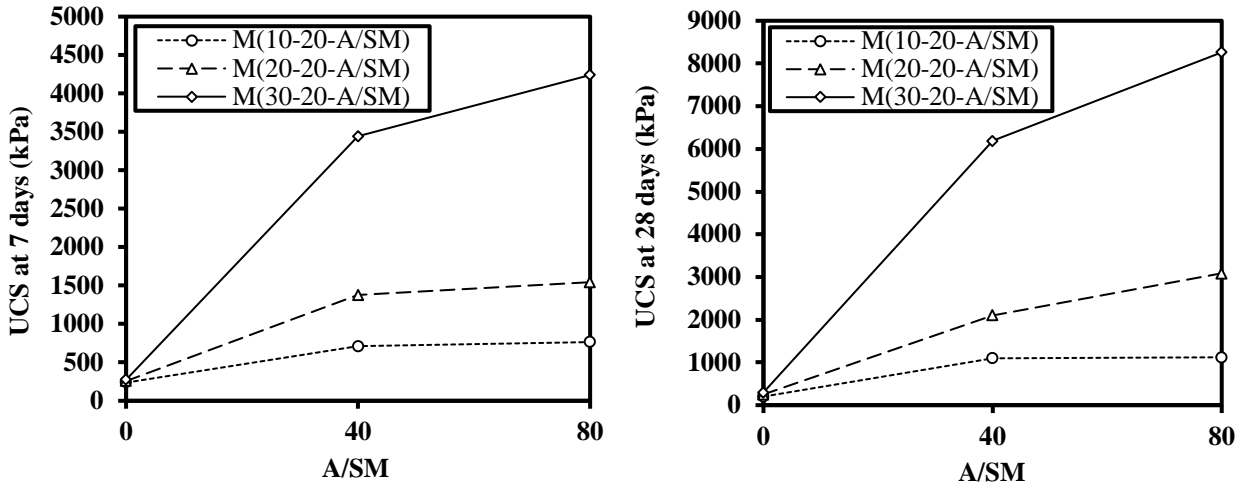 UCS at 7 days (kPa)
5000
4500
4000
3500
3000
2500
2000
1500
1000
500
0
M(10-20-A/SM)
M(20-20-A/SM)
M(30-20-A/SM)
0
40
80
A/SM
UCS at 28 days (kPa)
9000
8000
7000
6000
5000
4000
3000
2000
1000
0
M(10-20-A/SM)
M(20-20-A/SM)
M(30-20-A/SM)
0
40
80
A/SM